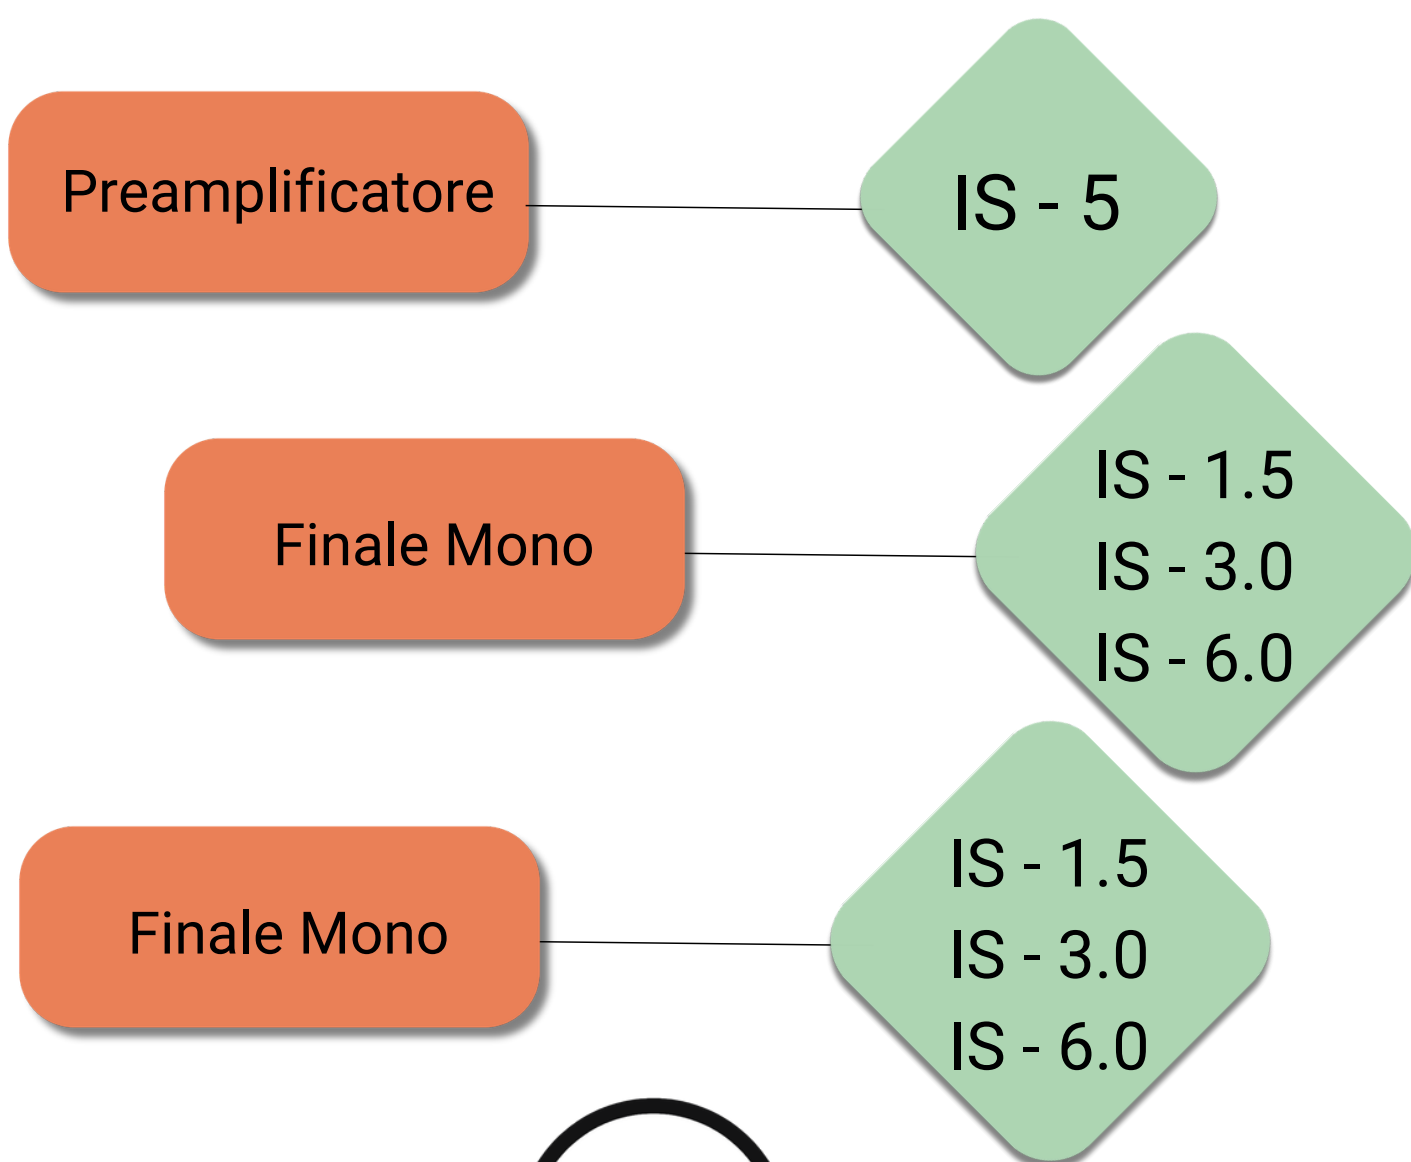 Preamplificatore
IS - 5
Finale Mono
IS - 1.5
IS - 3.0
IS - 6.0
Finale Mono
IS - 1.5
IS - 3.0
IS - 6.0